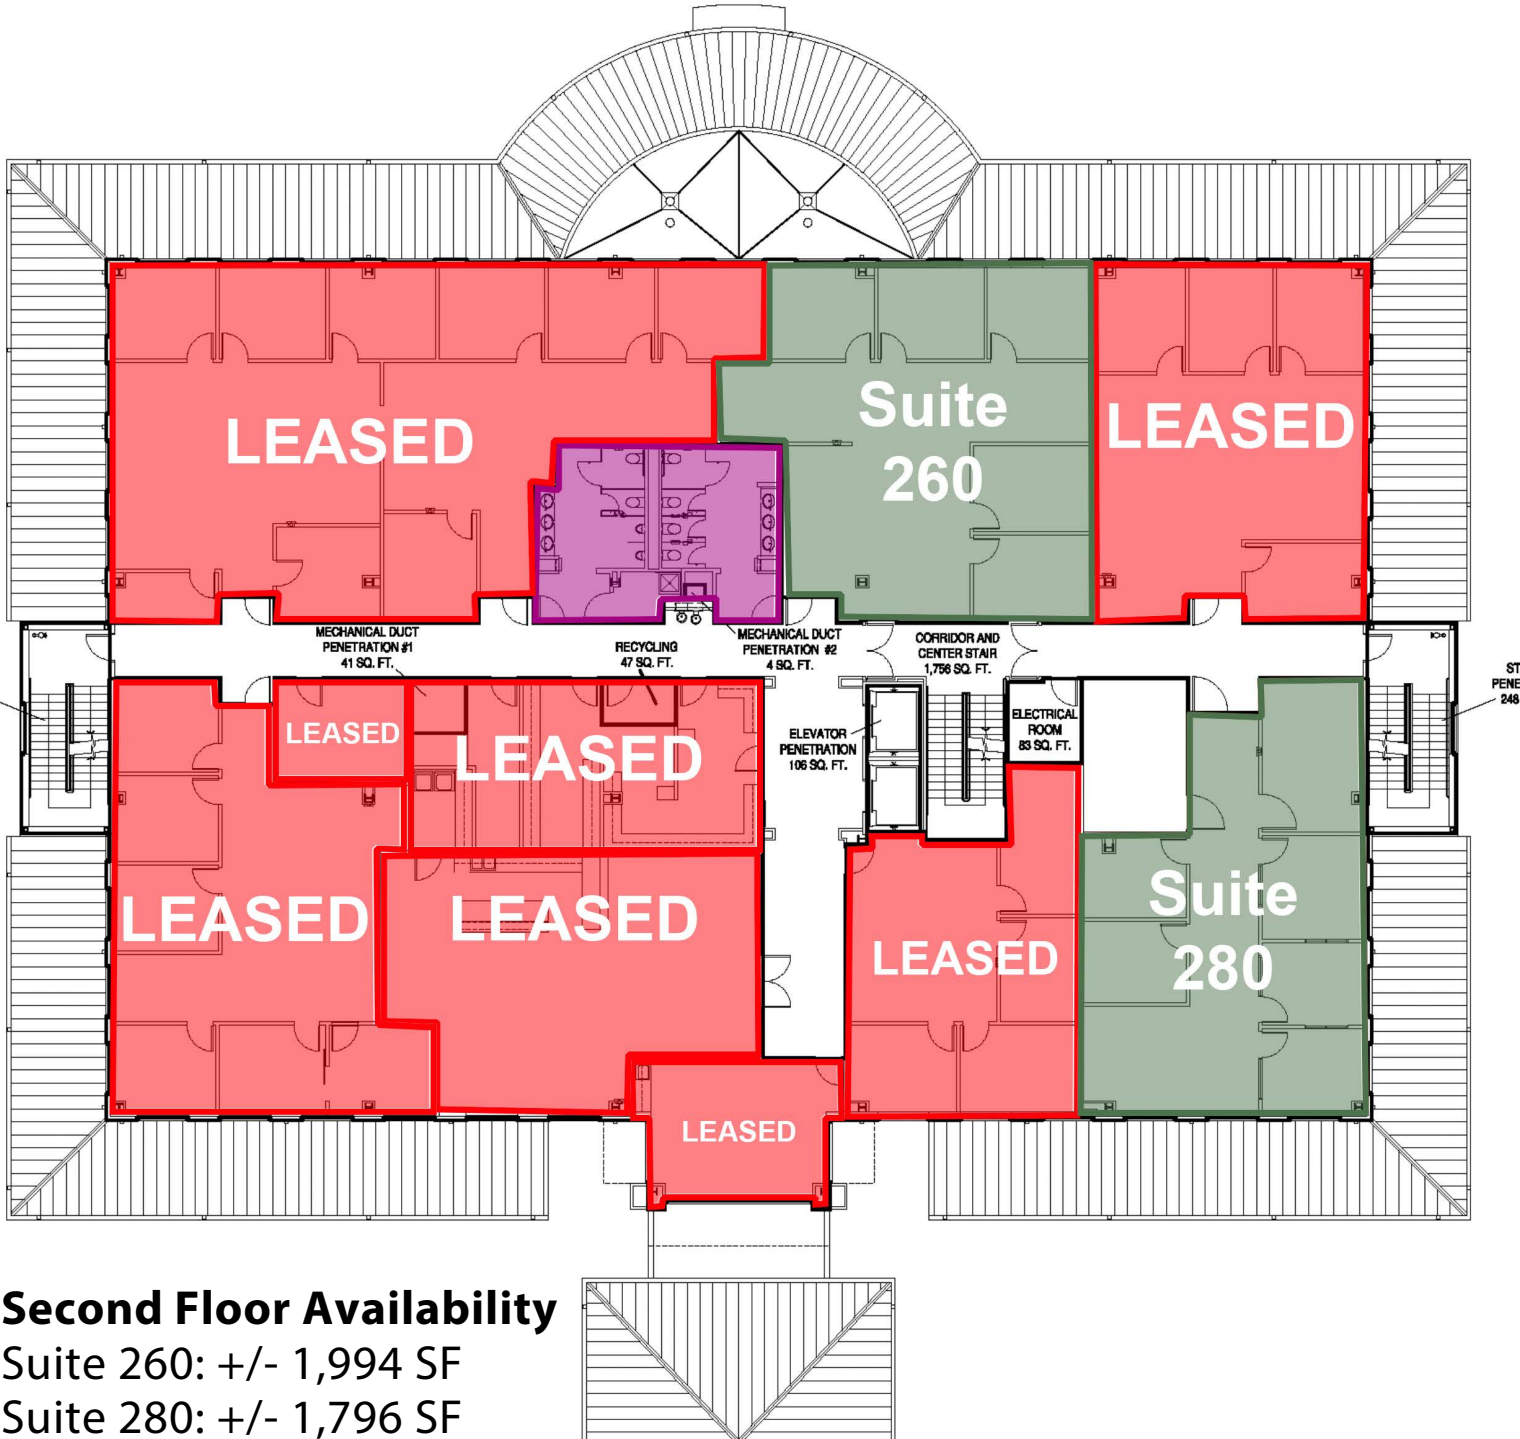 LEASED
Suite
260
LEASED
MECHANICAL DUCT
PENETRATION #1
41 SQ. FT.
RECYCLING
47 SQ. FT.
MECHANICAL DUCT
PENETRATION #2
4 SQ. FT.
CORRIDOR AND
CENTER STAIR
1,756 SQ. FT.
ST
PENE
248
LEASED
LEASED
ELEVATOR
PENETRATION
106 SQ. FT.
ELECTRICAL
ROOM
83 SQ. FT.
LEASED
LEASED
LEASED
Suite
280
LEASED
Second Floor Availability
Suite 260: +/- 1,994 SF
Suite 280: +/- 1,796 SF